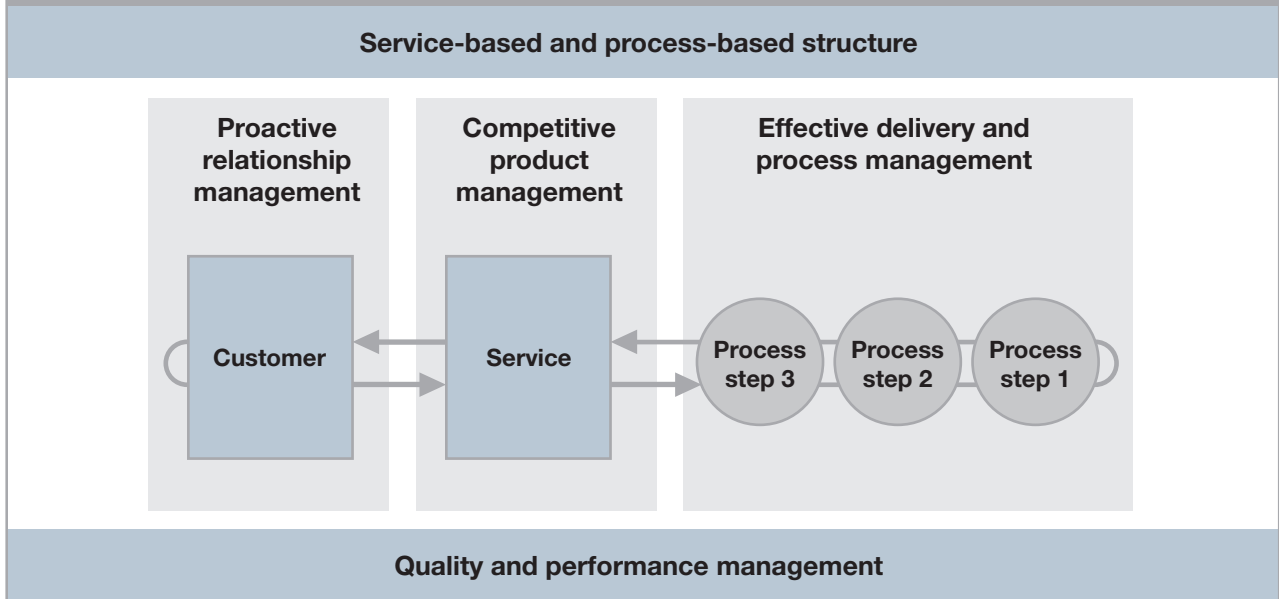 Service-based and process-based structure
Proactive
relationship
management
Competitive
product
management
Effective delivery and
process management
Customer
Service
Process
step 3
Process
step 2
Process
step 1
Quality and performance management